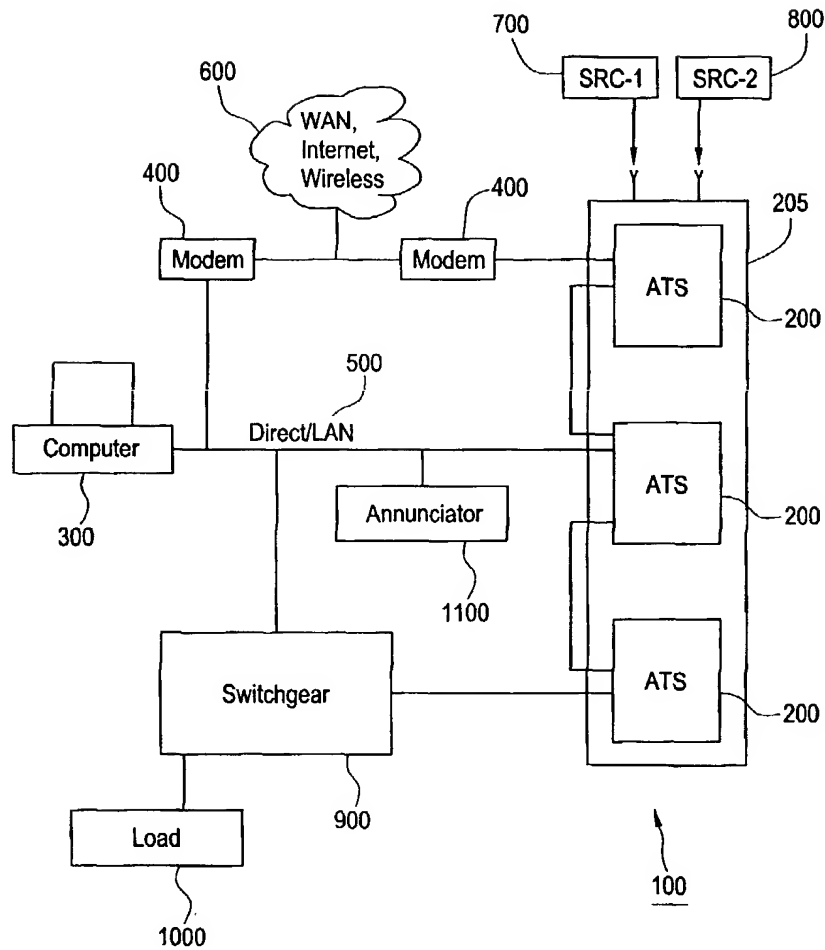 700
800
SRC-1
SRC-2
600
WAN,
Internet,
Wireless
400
400
205
Modem
Modem
ATS
200
500
Direct/LAN
Computer
300
Annunciator
1100
ATS
200
Switchgear
900
ATS
200
Load
1000
100